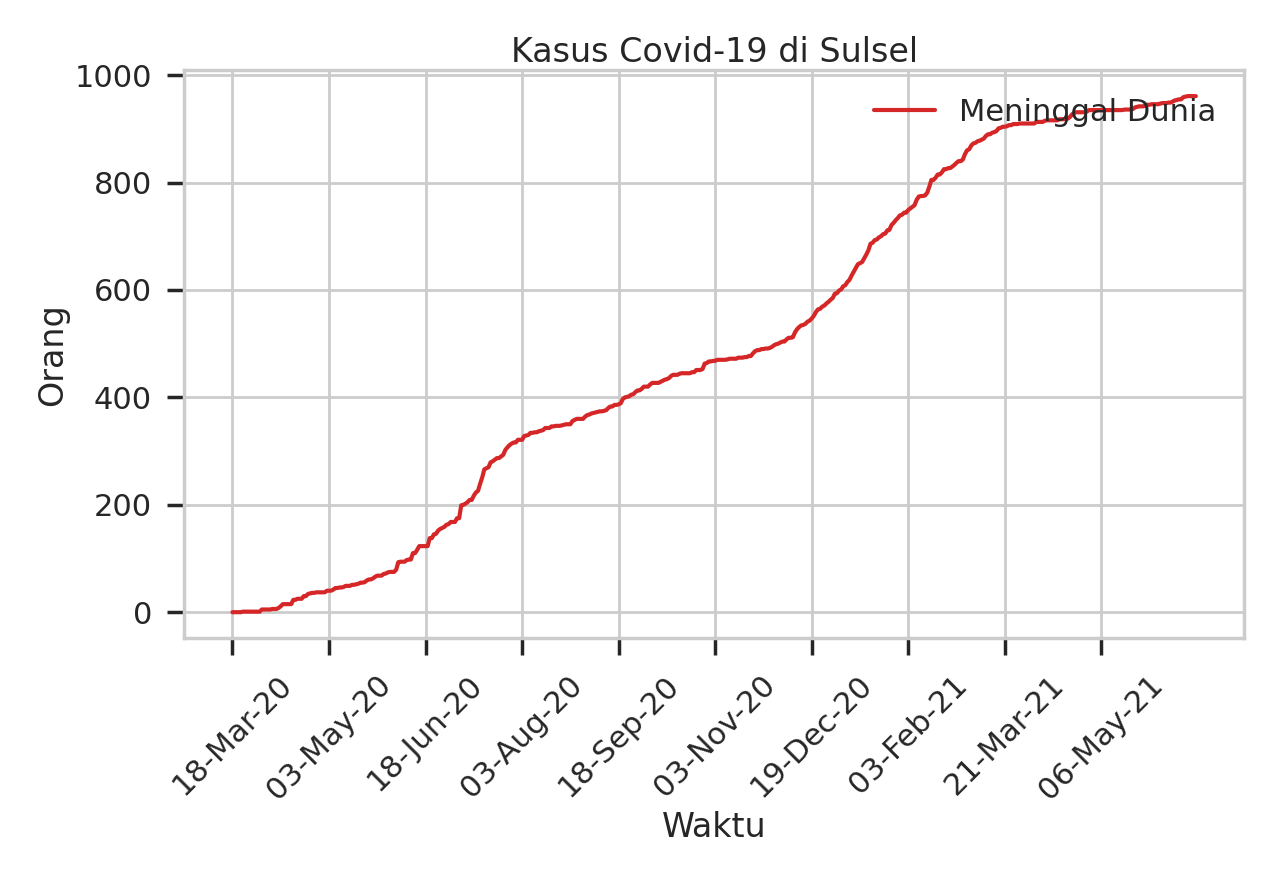 Kasus Covid-19 di Sulsel
1000
800
600
400
200
0
Orang
Meninggal Dunia
18-Mar-20
03-May-20
18-Jun-20
03-Aug-20
18-Sep-20
03-Nov-20
19-Dec-20
03-Feb-21
21-Mar-21
06-May-21
Waktu